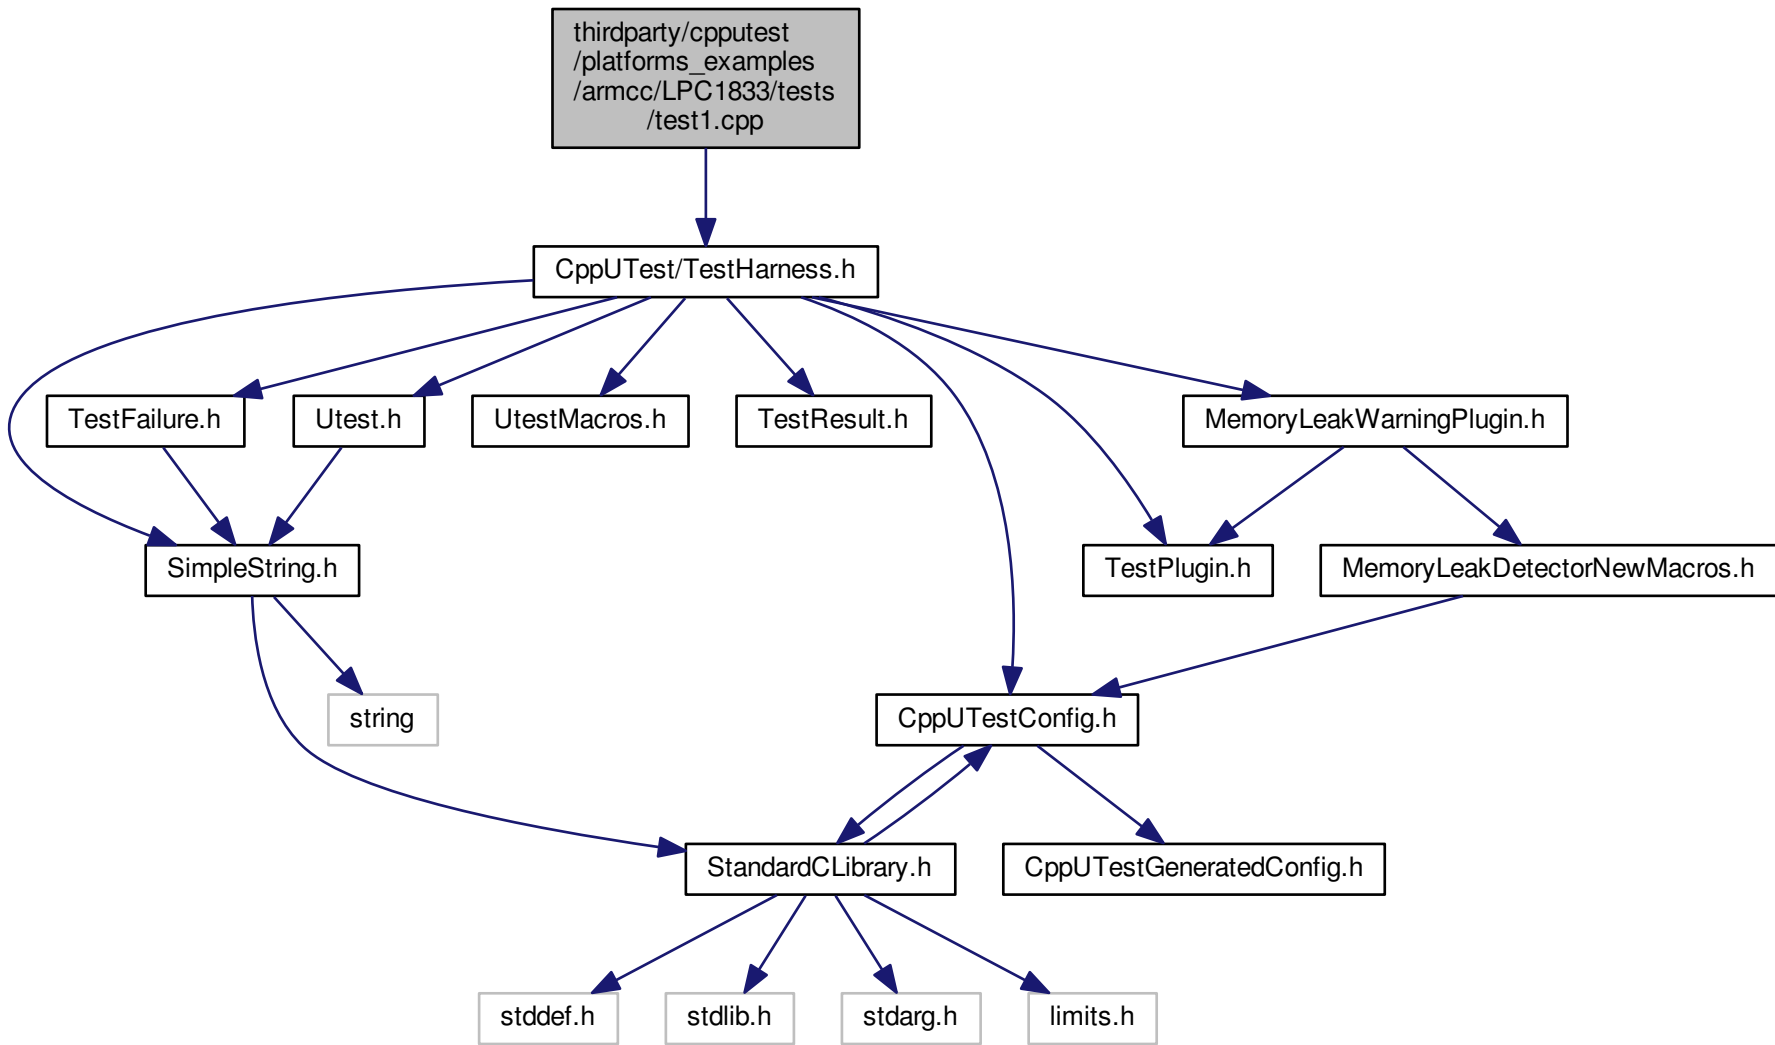 thirdparty/cpputest
/platforms_examples
/armcc/LPC1833/tests
/test1.cpp
CppUTest/TestHarness.h
TestFailure.h
Utest.h
UtestMacros.h
TestResult.h
MemoryLeakWarningPlugin.h
SimpleString.h
TestPlugin.h
MemoryLeakDetectorNewMacros.h
string
CppUTestConfig.h
StandardCLibrary.h
CppUTestGeneratedConfig.h
stddef.h
stdlib.h
stdarg.h
limits.h